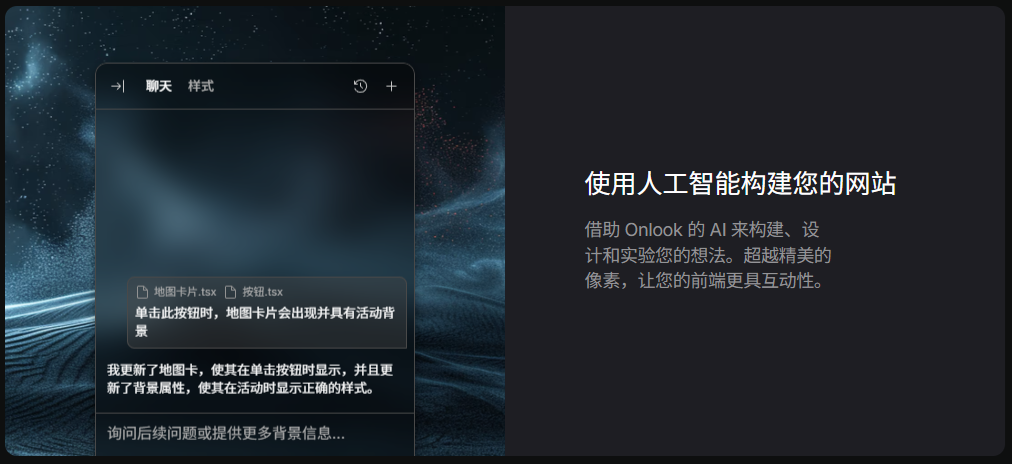 聊天 样式
地图卡片.tsx 按钮.tsx
单击此按钮时，地图卡片会出现并具有活动背
景
我更新了地图卡，使其在单击按钮时显示，并且更
新了背景属性，使其在活动时显示正确的样式。
询问后续问题或提供更多背景信息...
使用人工智能构建您的网站
借助 Onlook 的 AI 来构建、设
计和实验您的想法。超越精美的
像素，让您的前端更具互动性。